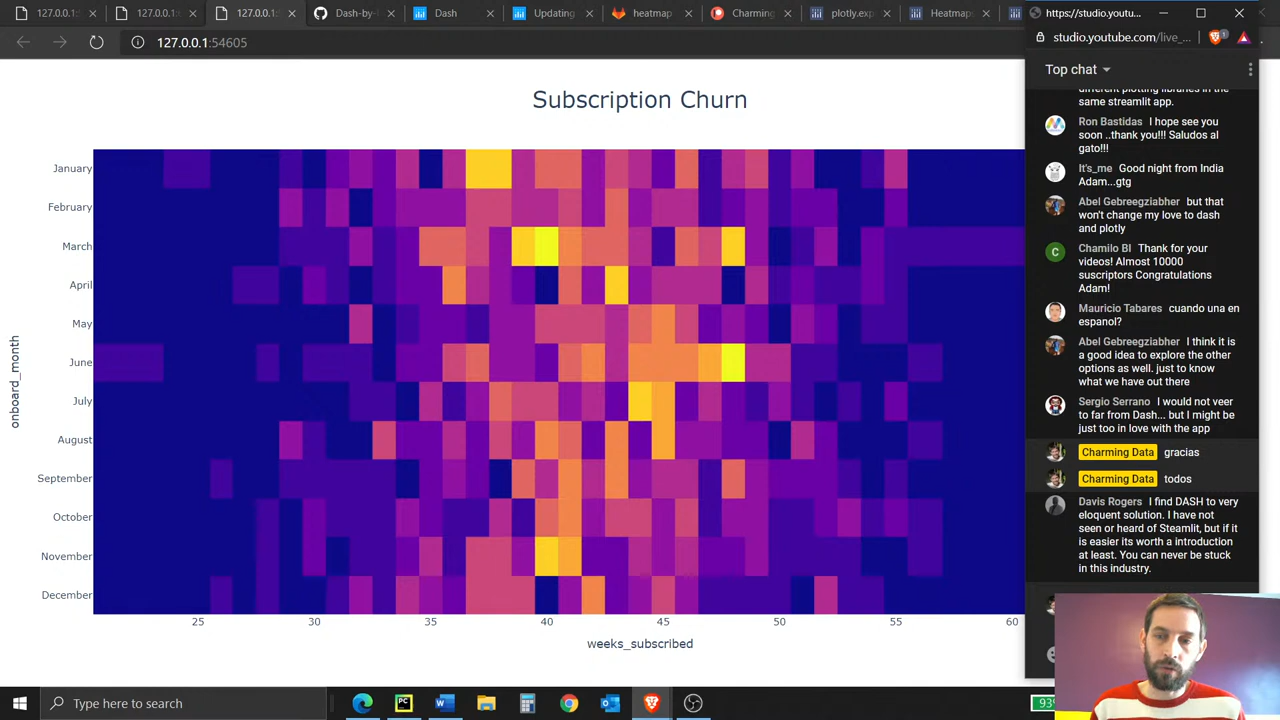 127.0.0.1:5
127.0.0.1:5
127.0.0.1:5
Dash-by-
Dash
Updating
heatmap
Charming
plotly.exp
Heatmaps
https://studio.youtu...
127.0.0.1:54605
studio.youtube.com/live_...
Top chat
Subscription Churn
onboard_month
January
February
March
April
May
June
July
August
September
October
November
December
25 30 35 40 45 50 55 60
weeks_subscribed
different plotting libraries in the
same streamlit app.
Ron Bastidas I hope see you
soon ..thank you!!! Saludos al
gato!!!
It's_me Good night from India
Adam...gtg
Abel Gebreegziabher but that
won't change my love to dash
and plotly
C
Chamilo BI Thank for your
videos! Almost 10000
suscriptors Congratulations
Adam!
Mauricio Tabares cuando una en
espanol?
Abel Gebreegziabher I think it is
a good idea to explore the other
options as well. just to know
what we have out there
Sergio Serrano I would not veer
to far from Dash... but I might be
just too in love with the app
Charming Data gracias
Charming Data todos
Davis Rogers I find DASH to very
eloquent solution. I have not
seen or heard of Steamlit, but if it
is easier its worth a introduction
at least. You can never be stuck
in this industry.
Type here to search
93%